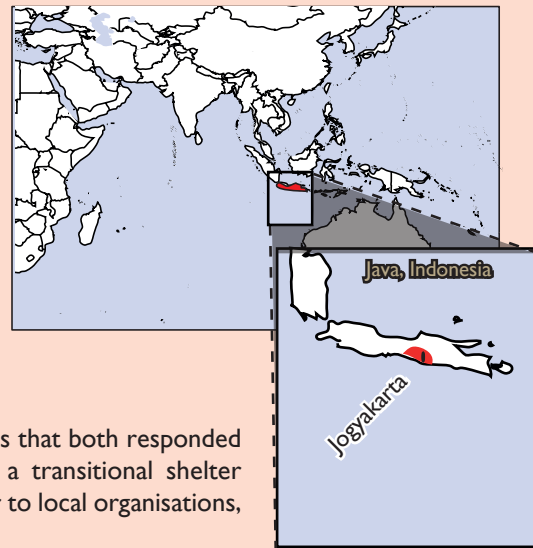 Java, Indonesia
Jogyakarta
s that both responded
a transitional shelter
r to local organisations,